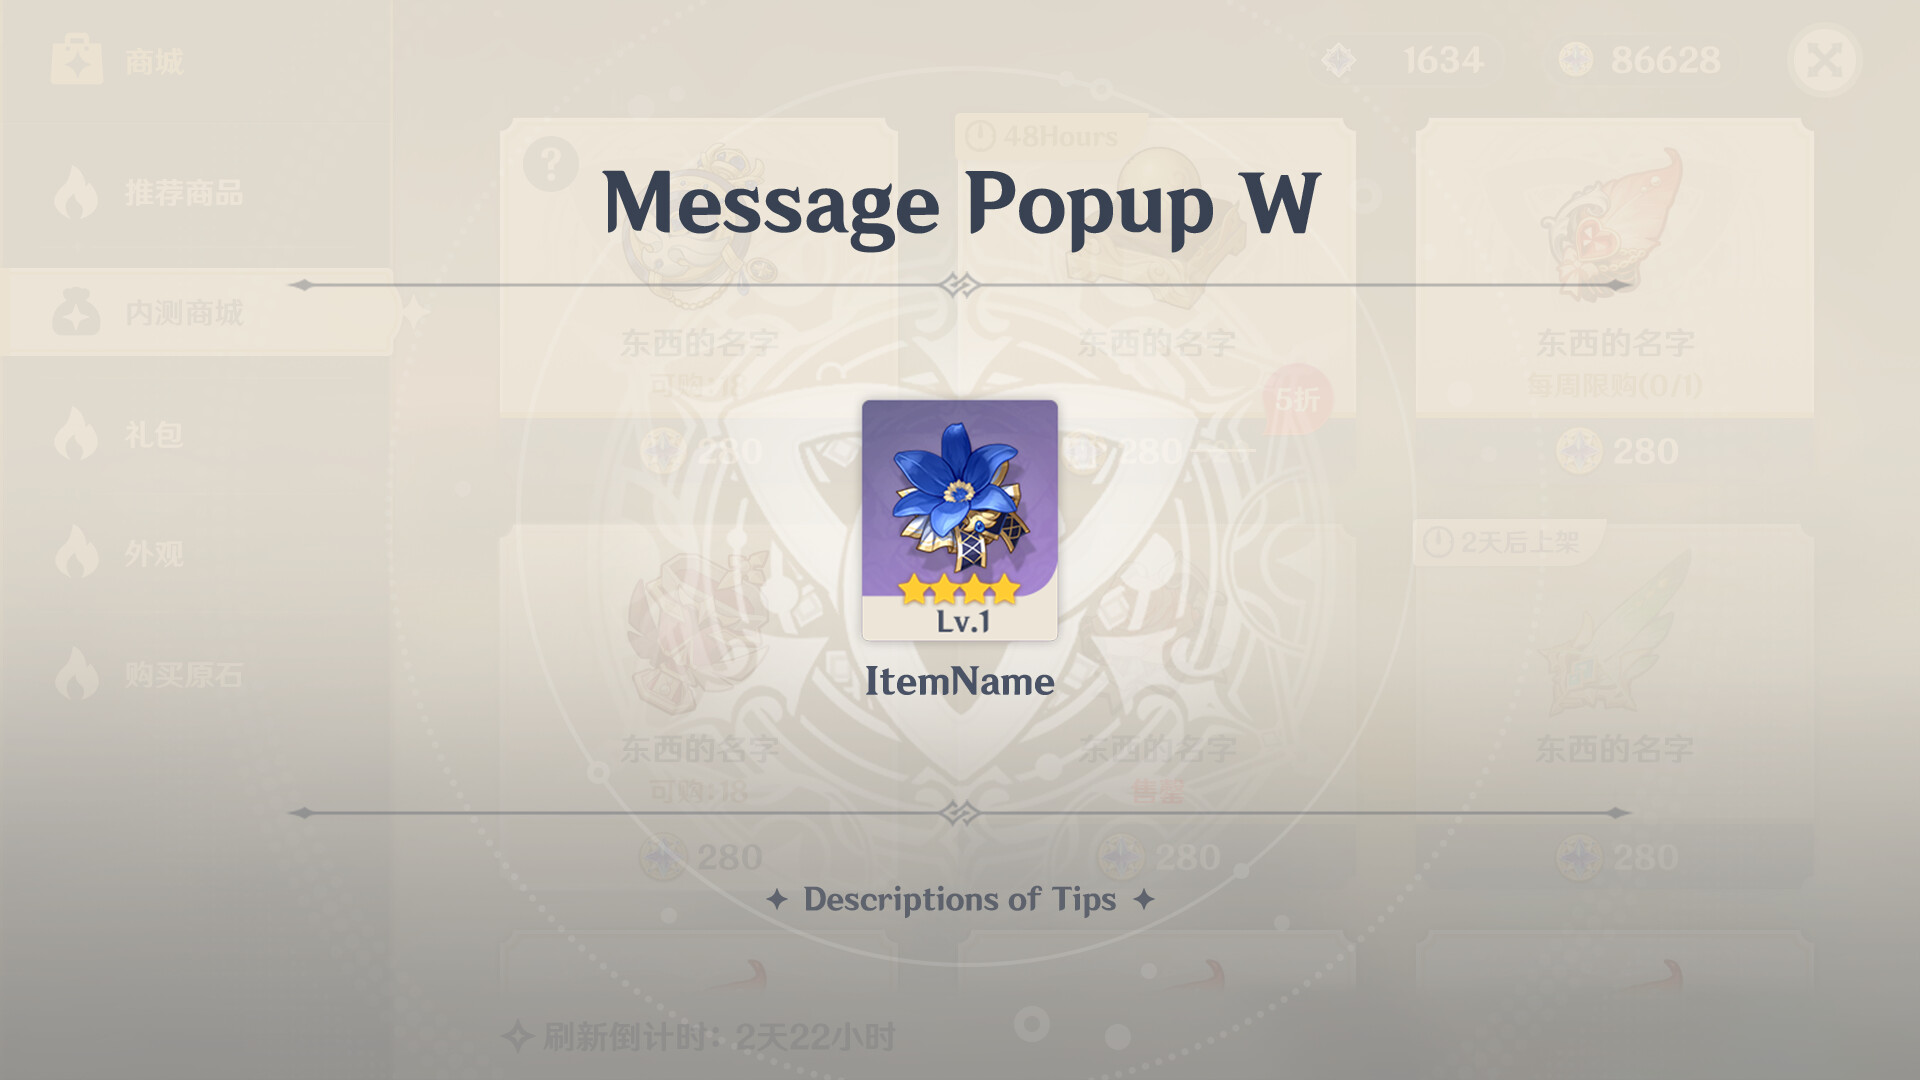 商城
1634
86628
推荐商品
内测商城
礼包
外观
购买原石
?
48Hours
Message Popup W
东西的名字
东西的名字
东西的名字
可购:18
5折
每周限购(0/1)
280
280
280
Lv.1
ItemName
2天后上架
东西的名字
东西的名字
东西的名字
可购:18
售罄
280
280
280
Descriptions of Tips
刷新倒计时：2天22小时